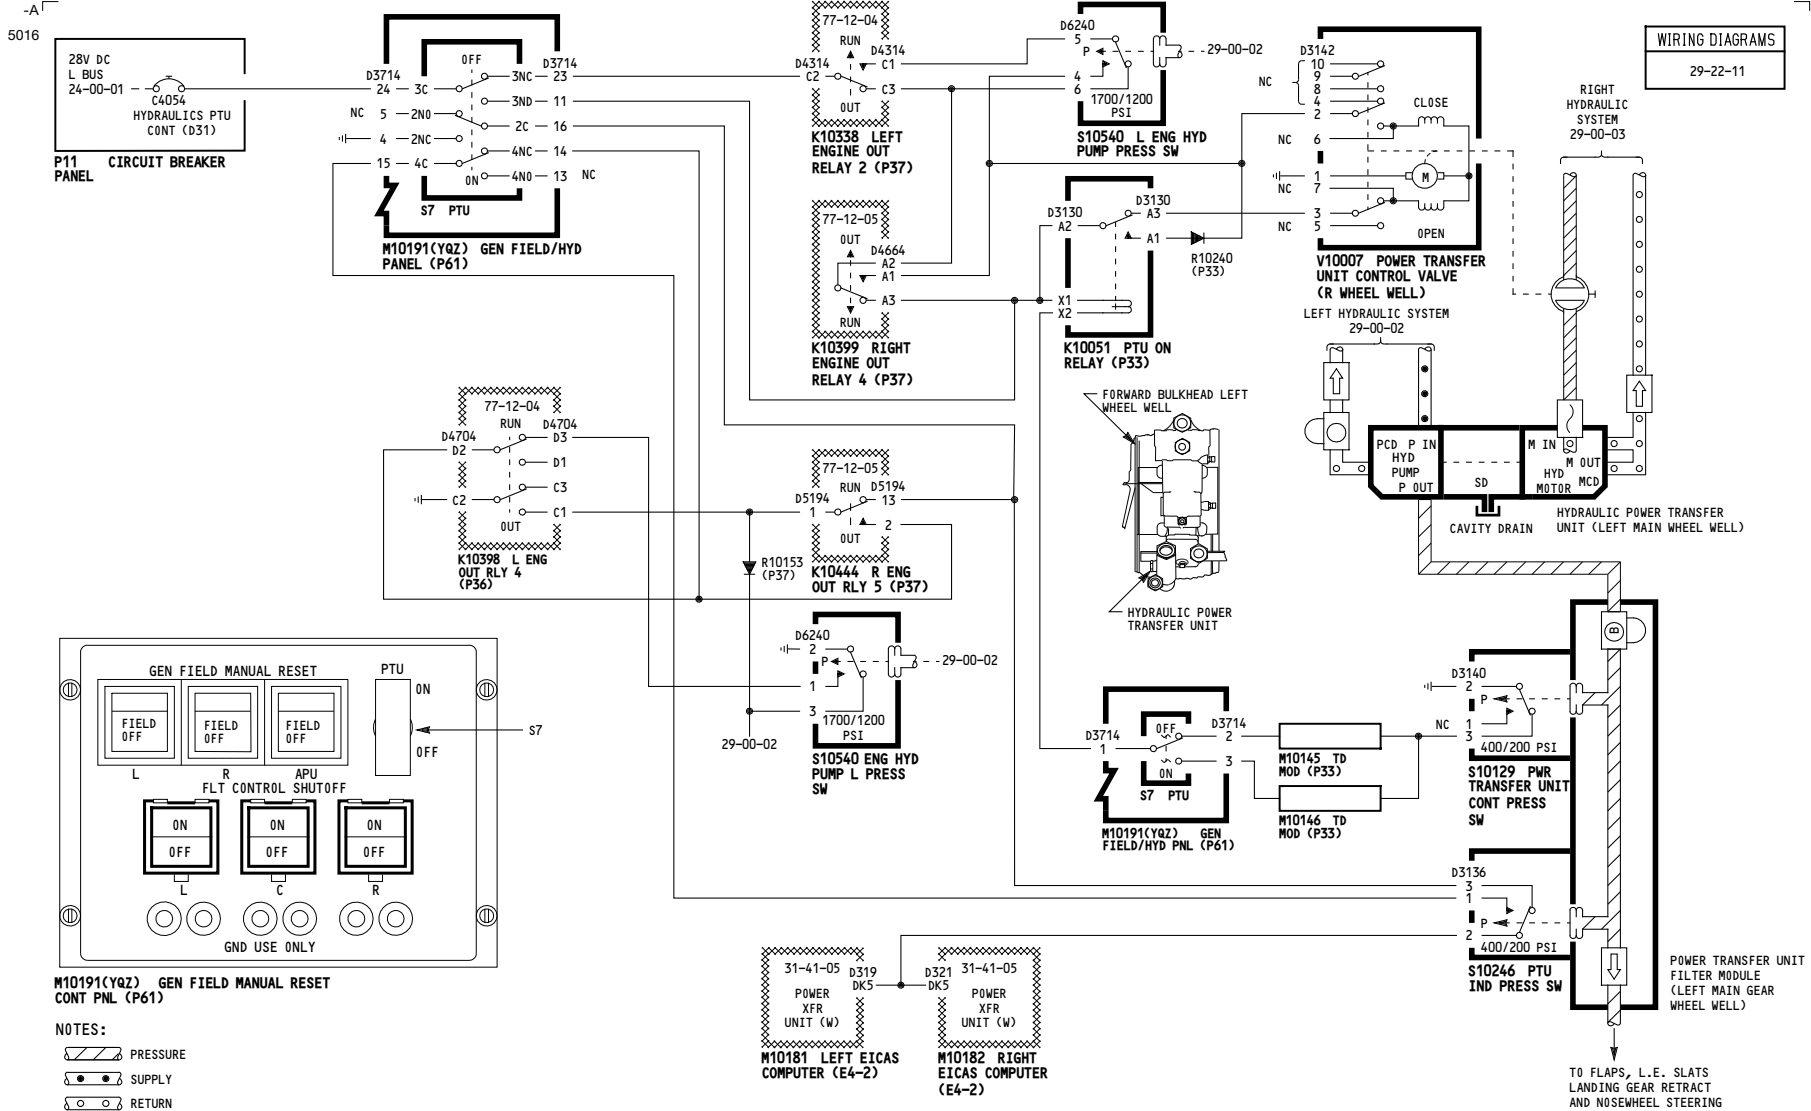 -A
5016
28V DC
L BUS
24-00-01
C4054
HYDRAULICS PTU
CONT (D31)
P11 CIRCUIT BREAKER
PANEL
D3714
24 3C
NC 5 2N0
4 2NC
15 4C
OFF
ON
S7 PTU
D3714
3NC 23
3ND 11
2C 16
4NC 14
4N0 13 NC
M10191(YQZ) GEN FIELD/HYD
PANEL (P61)
77-12-04
RUN
D4314
C2
OUT
D4314
C1
C3
K10338 LEFT
ENGINE OUT
RELAY 2 (P37)
77-12-05
OUT
D4664
A2
A1
A3
RUN
K10399 RIGHT
ENGINE OUT
RELAY 4 (P37)
D6240
5
P
4
6
1700/1200
PSI
29-00-02
S10540 L ENG HYD
PUMP PRESS SW
D3130
A2
D3130
A3
A1
X1
X2
R10240
(P33)
K10051 PTU ON
RELAY (P33)
D3142
10
9
8
4
2
6
1
7
3
5
NC
NC
NC
NC
CLOSE
M
OPEN
V10007 POWER TRANSFER
UNIT CONTROL VALVE
(R WHEEL WELL)
WIRING DIAGRAMS
29-22-11
RIGHT
HYDRAULIC
SYSTEM
29-00-03
LEFT HYDRAULIC SYSTEM
29-00-02
PCD P IN
HYD
PUMP
P OUT
SD
M IN
M OUT
HYD
MOTOR MCD
CAVITY DRAIN
HYDRAULIC POWER TRANSFER
UNIT (LEFT MAIN WHEEL WELL)
FORWARD BULKHEAD LEFT
WHEEL WELL
HYDRAULIC POWER
TRANSFER UNIT
77-12-04
RUN
D4704
D2
C2
OUT
D4704
D3
D1
C3
C1
K10398 L ENG
OUT RLY 4
(P36)
77-12-05
RUN
D5194
1
OUT
D5194
13
2
K10444 R ENG
OUT RLY 5 (P37)
R10153
(P37)
D6240
2
P
1
3
1700/1200
PSI
29-00-02
29-00-02
S10540 ENG HYD
PUMP L PRESS
SW
GEN FIELD MANUAL RESET
PTU
ON
OFF
S7
FIELD
OFF
FIELD
OFF
FIELD
OFF
L R APU
FLT CONTROL SHUTOFF
ON
OFF
ON
OFF
ON
OFF
L C R
GND USE ONLY
M10191(YQZ) GEN FIELD MANUAL RESET
CONT PNL (P61)
NOTES:
PRESSURE
SUPPLY
RETURN
D3714
1
OFF
ON
S7 PTU
D3714
2
3
M10191(YQZ) GEN
FIELD/HYD PNL (P61)
M10145 TD
MOD (P33)
M10146 TD
MOD (P33)
D3140
2
P
NC 1
3
400/200 PSI
S10129 PWR
TRANSFER UNIT
CONT PRESS
SW
B
D3136
3
1
P
2
400/200 PSI
S10246 PTU
IND PRESS SW
POWER TRANSFER UNIT
FILTER MODULE
(LEFT MAIN GEAR
WHEEL WELL)
31-41-05
POWER
XFR
UNIT (W)
D319
DK5
M10181 LEFT EICAS
COMPUTER (E4-2)
D321
DK5
31-41-05
POWER
XFR
UNIT (W)
M10182 RIGHT
EICAS COMPUTER
(E4-2)
TO FLAPS, L.E. SLATS
LANDING GEAR RETRACT
AND NOSEWHEEL STEERING